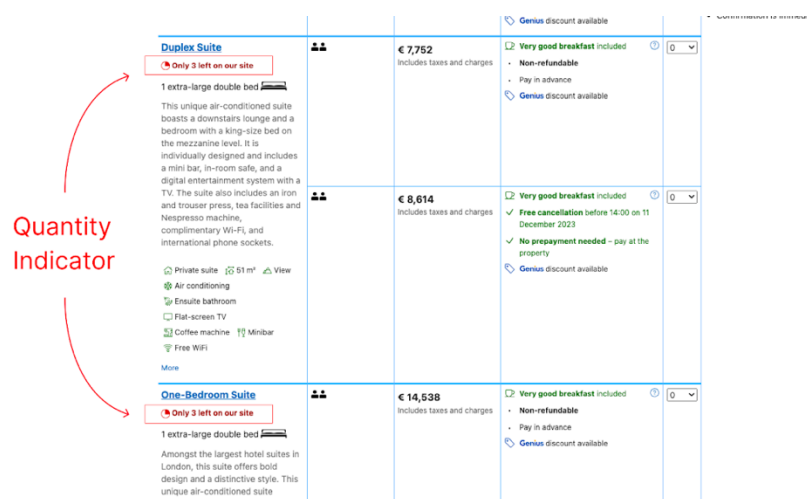 Genius discount available
Duplex Suite
Only 3 left on our site
1 extra-large double bed
This unique air-conditioned suite
boasts a downstairs lounge and a
bedroom with a king-size bed on
the mezzanine level. It is
individually designed and includes
a mini bar, in-room safe, and a
digital entertainment system with a
TV. The suite also includes an iron
and trouser press, tea facilities and
Nespresso machine,
complimentary Wi-Fi, and
international phone sockets.
Private suite 51 m² View
Air conditioning
Ensuite bathroom
Flat-screen TV
Coffee machine Minibar
Free WiFi
More
€ 7,752
Includes taxes and charges
Very good breakfast included
• Non-refundable
• Pay in advance
Genius discount available
0
€ 8,614
Includes taxes and charges
Very good breakfast included
Free cancellation before 14:00 on 11
December 2023
No prepayment needed – pay at the
property
Genius discount available
0
Quantity
Indicator
One-Bedroom Suite
Only 3 left on our site
1 extra-large double bed
Amongst the largest hotel suites in
London, this suite offers bold
design and a distinctive style. This
unique air-conditioned suite
€ 14,538
Includes taxes and charges
Very good breakfast included
• Non-refundable
• Pay in advance
Genius discount available
0